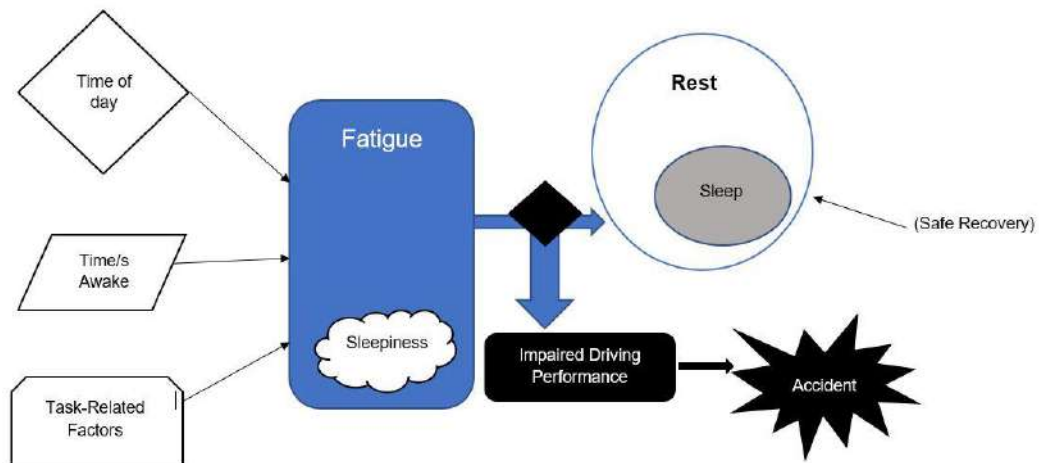 Time of
day
Fatigue
Rest
Sleep
(Safe Recovery)
Time/s
Awake
Sleepiness
Impaired Driving
Performance
Accident
Task-Related
Factors